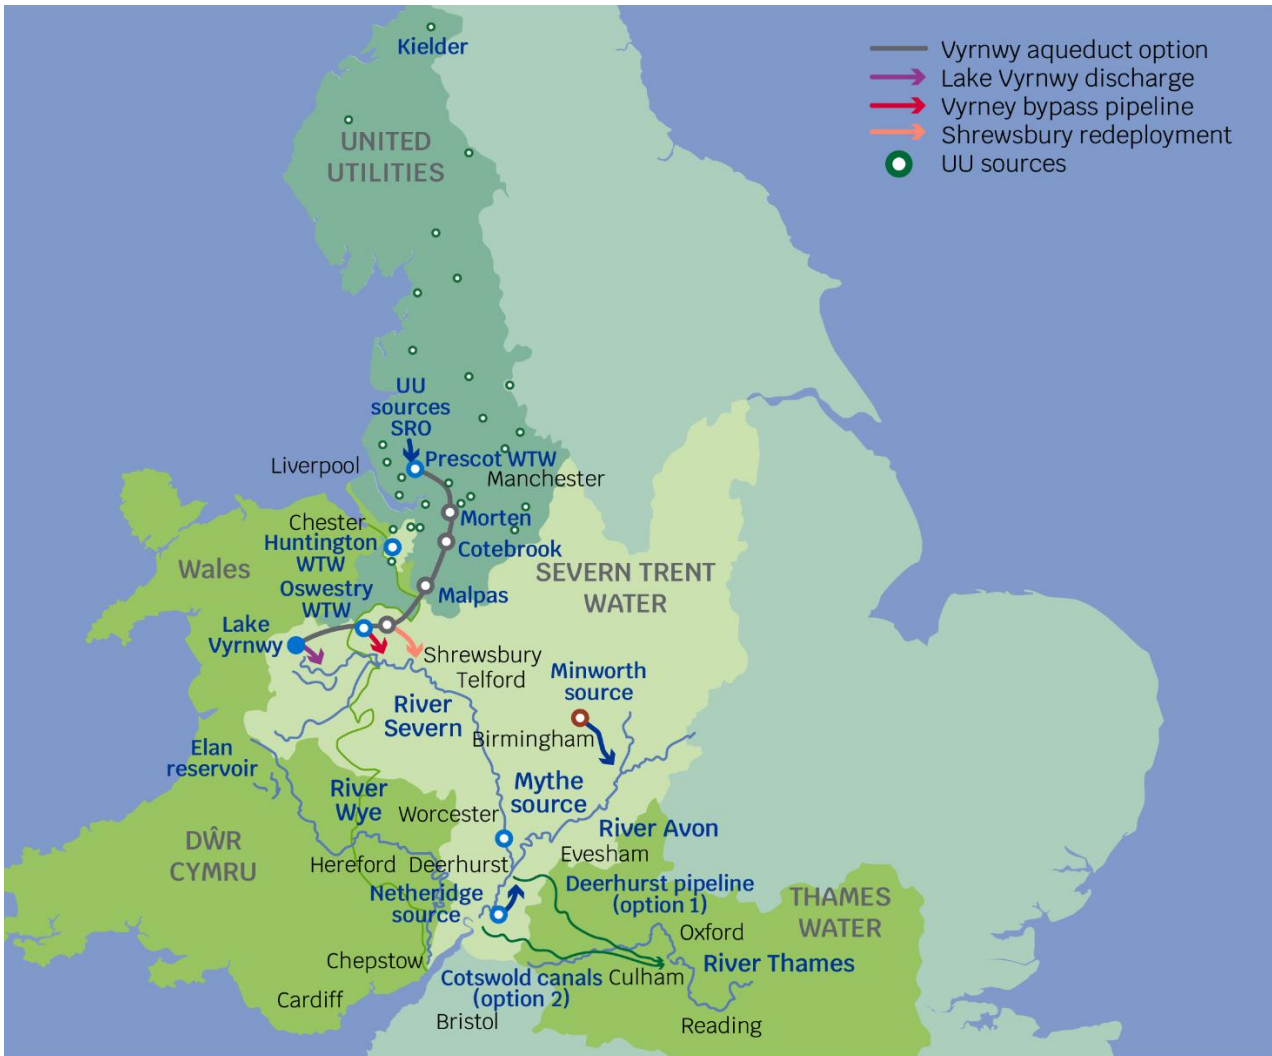 Kielder
Vyrnwy aqueduct option
Lake Vyrnwy discharge
Vyrney bypass pipeline
Shrewsbury redeployment
UU sources
UNITED
UTILITIES
UU
sources
SRO
Liverpool
Prescot WTW
Manchester
Morten
Chester
Huntington
WTW
Cotebrook
Wales
Oswestry
WTW
Malpas
SEVERN TRENT
WATER
Lake
Vyrnwy
Shrewsbury
Telford
Minworth
source
River
Severn
Birmingham
Elan
reservoir
River
Wye
Mythe
source
Worcester
River Avon
DŴR
CYMRU
Hereford
Deerhurst
Evesham
Netheridge
source
Deerhurst pipeline
(option 1)
THAMES
WATER
Oxford
River Thames
Chepstow
Cotswold canals
(option 2)
Culham
Cardiff
Bristol
Reading